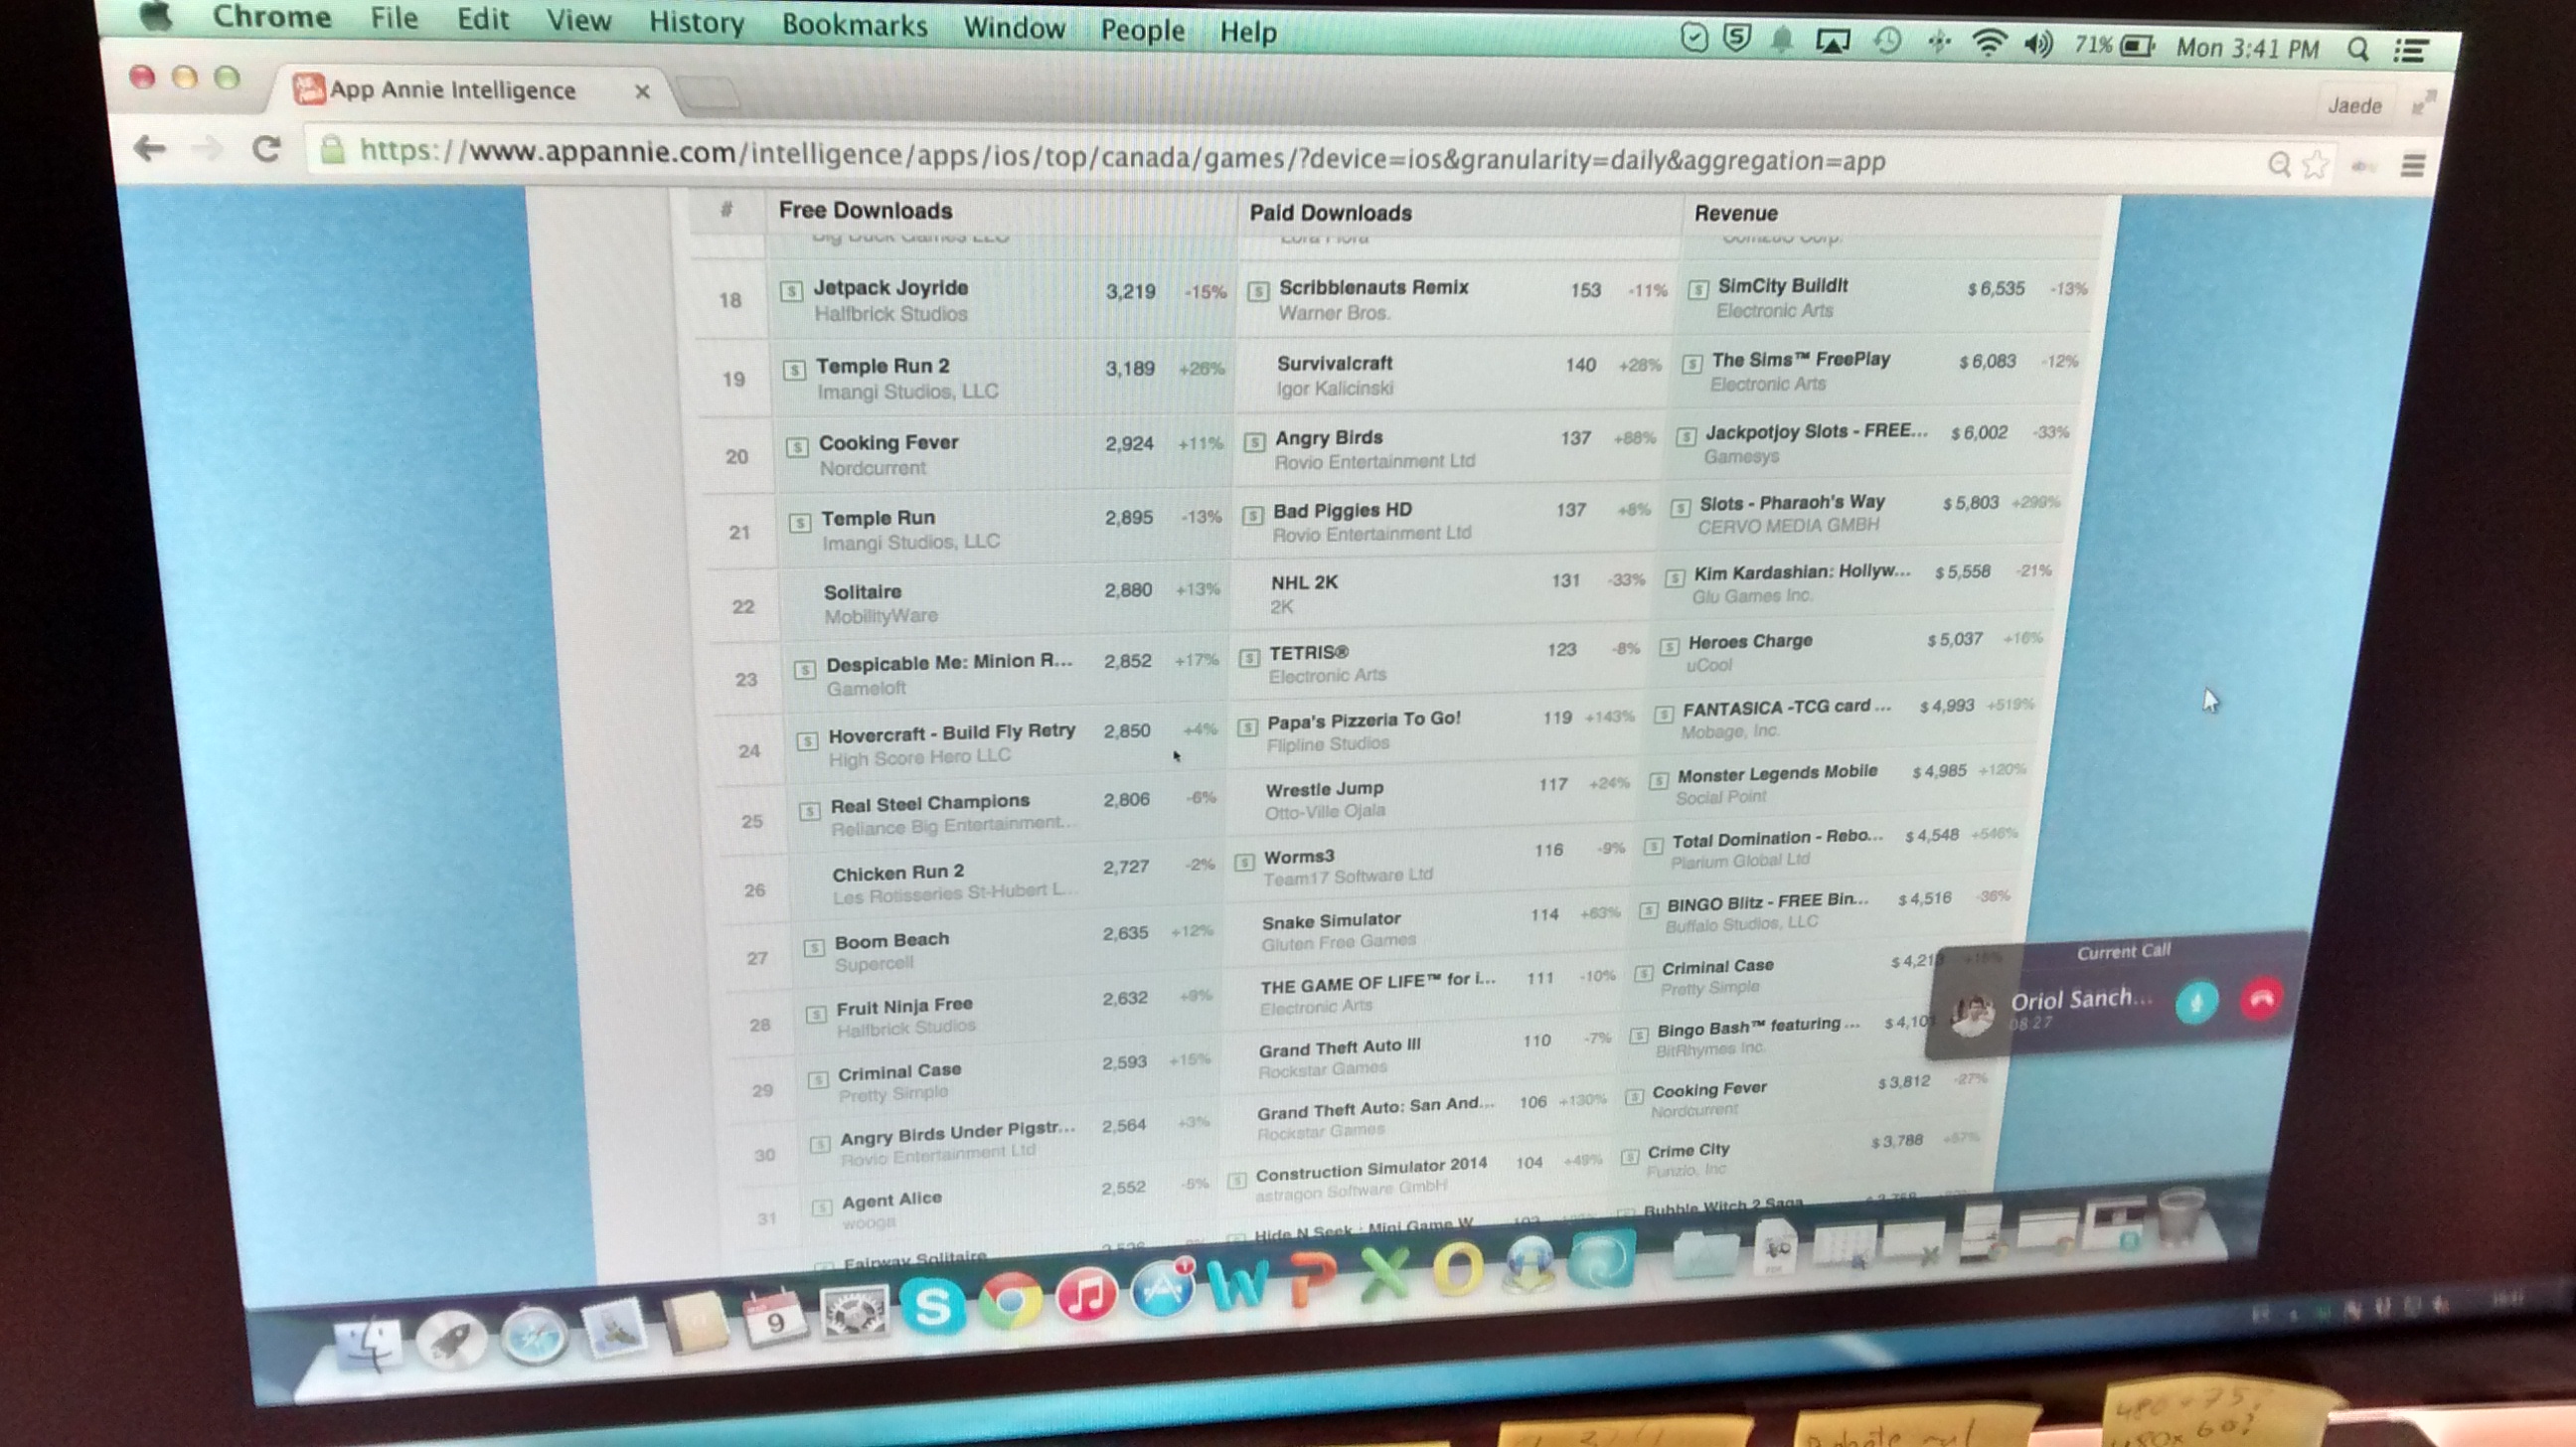 Chrome File Edit View History Bookmarks Window People Help 71% Mon 3:41 PM
App Annie Intelligence Jaede
https://www.appannie.com/intelligence/apps/ios/top/canada/games/?device=ios&granularity=daily&aggregation=app
# Free Downloads Paid Downloads Revenue
Big Duck Games LLC
18 Jetpack Joyride 3,219 -15% Scribblenauts Remix 153 -11% SimCity BuildIt $ 6,535 -13%
Halfbrick Studios Warner Bros. Electronic Arts
19 Temple Run 2 3,189 +26% Survivalcraft 140 +28% The Sims™ FreePlay $ 6,083 -12%
Imangi Studios, LLC Igor Kalicinski Electronic Arts
20 Cooking Fever 2,924 +11% Angry Birds 137 +88% Jackpotjoy Slots - FREE... $ 6,002 -33%
Nordcurrent Rovio Entertainment Ltd Gamesys
21 Temple Run 2,895 -13% Bad Piggies HD 137 +8% Slots - Pharaoh's Way $ 5,803 +299%
Imangi Studios, LLC Rovio Entertainment Ltd CERVO MEDIA GMBH
22 Solitaire 2,880 +13% NHL 2K 131 -33% Kim Kardashian: Hollyw... $ 5,558 -21%
MobilityWare 2K Glu Games Inc.
23 Despicable Me: Minion R... 2,852 +17% TETRIS® 123 -8% Heroes Charge $ 5,037 +16%
Gameloft Electronic Arts uCool
24 Hovercraft - Build Fly Retry 2,850 +4% Papa's Pizzeria To Go! 119 +143% FANTASICA -TCG card ... $ 4,993 +519%
High Score Hero LLC Flipline Studios Mobage, Inc.
25 Real Steel Champions 2,806 -6% Wrestle Jump 117 +24% Monster Legends Mobile $ 4,985 +120%
Reliance Big Entertainment... Otto-Ville Ojala Social Point
26 Chicken Run 2 2,727 -2% Worms3 116 -9% Total Domination - Rebo... $ 4,548 +546%
Les Rotisseries St-Hubert L... Team17 Software Ltd Plarium Global Ltd
27 Boom Beach 2,635 +12% Snake Simulator 114 +63% BINGO Blitz - FREE Bin... $ 4,516 -36%
Supercell Gluten Free Games Buffalo Studios, LLC
28 Fruit Ninja Free 2,632 +9% THE GAME OF LIFE™ for i... 111 -10% Criminal Case $ 4,213
Halfbrick Studios Electronic Arts Pretty Simple
29 Criminal Case 2,593 +15% Grand Theft Auto III 110 -7% Bingo Bash™ featuring ... $ 4,10
Pretty Simple Rockstar Games BitRhymes Inc.
30 Angry Birds Under Pigstr... 2,564 +3% Grand Theft Auto: San And... 106 +130% Cooking Fever $ 3,812 -27%
Rovio Entertainment Ltd Rockstar Games Nordcurrent
31 Agent Alice 2,552 -5% Construction Simulator 2014 104 +49% Crime City $ 3,788 +57%
wooga astragon Software GmbH Funzio, Inc
Fairway Solitaire Hide N Seek : Mini Game W Bubble Witch 2 Saga
Current Call
Oriol Sanch...
08:27
9